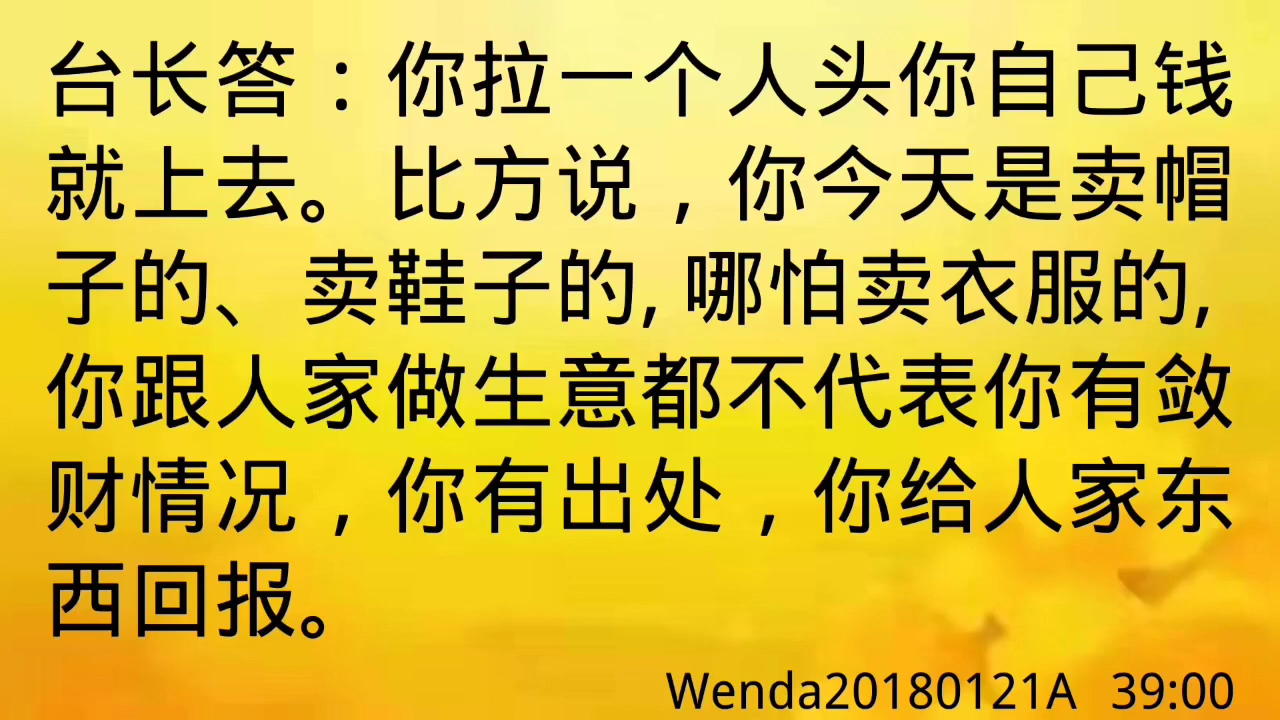 台长答：你拉一个人头你自己钱
就上去。比方说，你今天是卖帽
子的、卖鞋子的,哪怕卖衣服的,
你跟人家做生意都不代表你有敛
财情况，你有出处，你给人家东
西回报。
Wenda20180121A 39:00